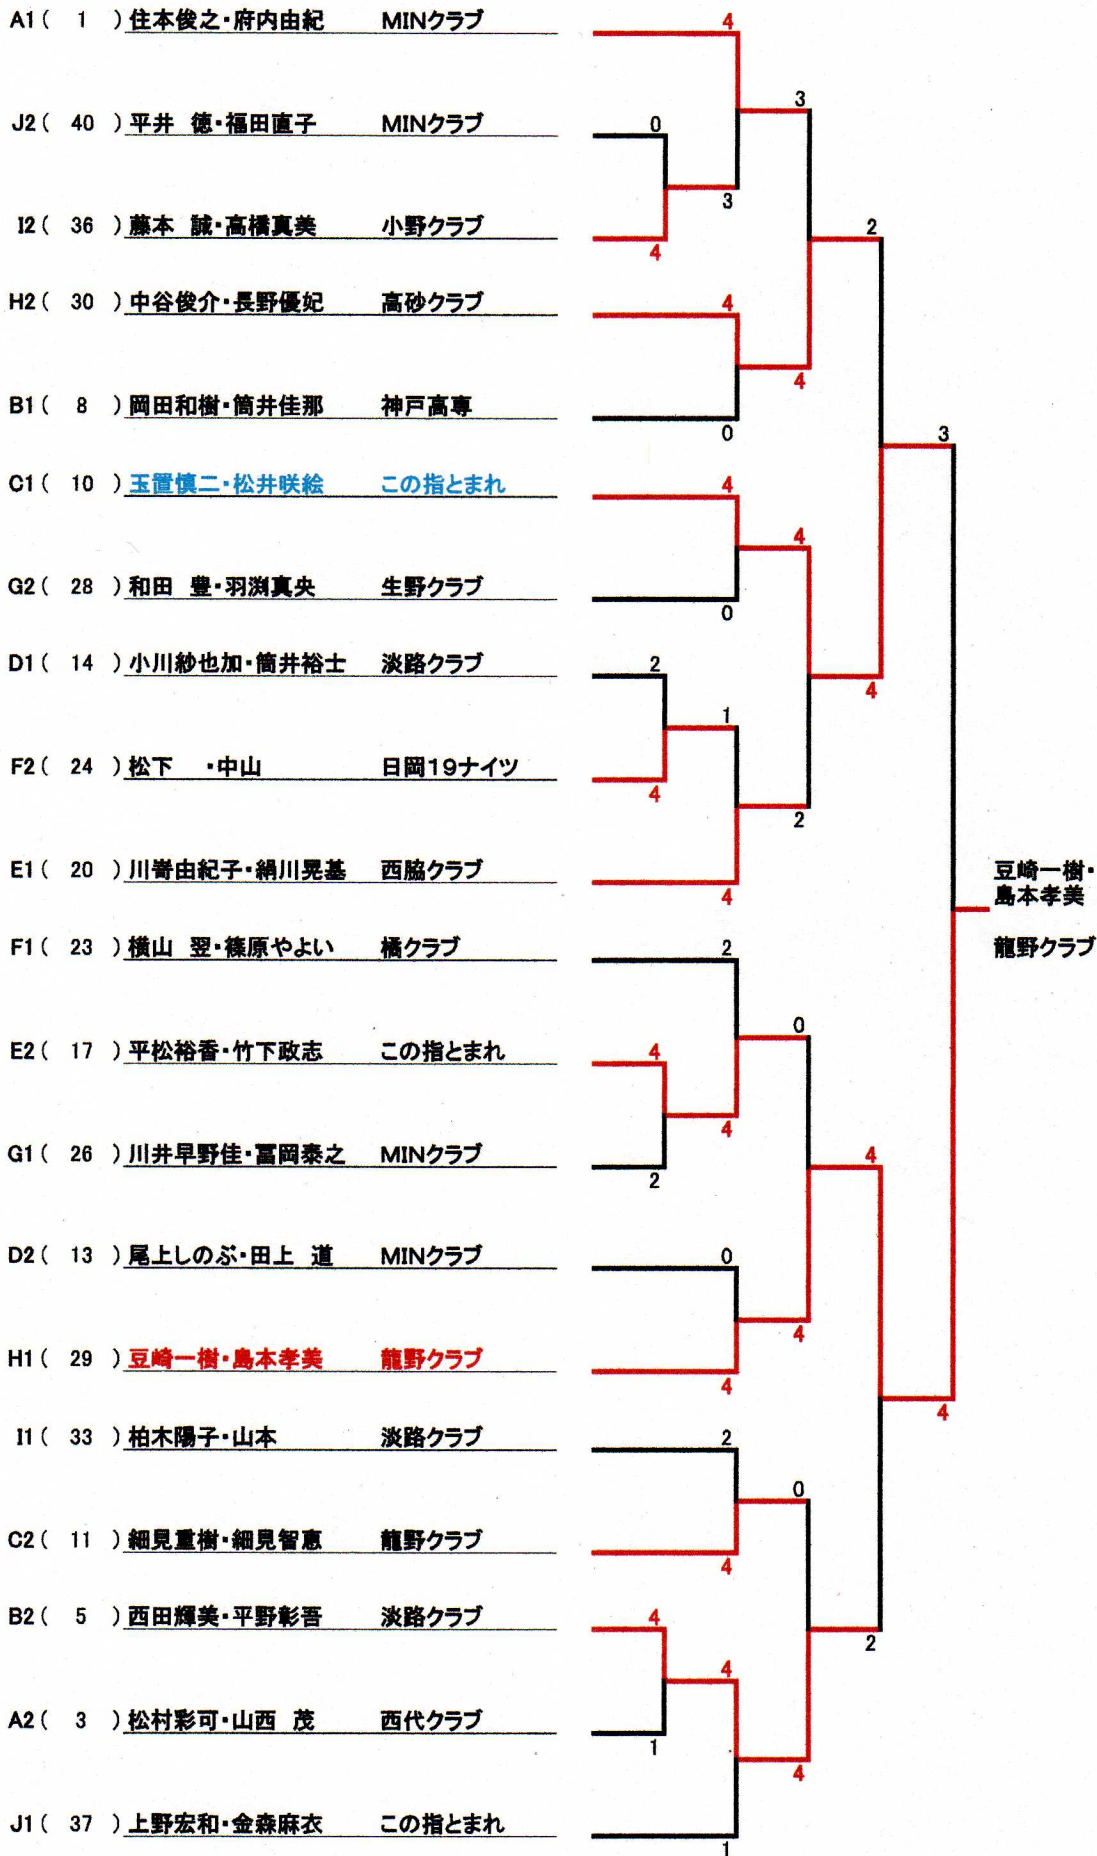 A1 ( 1 ) 住本俊之・府内由紀 MINクラブ
4
3
J2 ( 40 ) 平井 徳・福田直子 MINクラブ
0
3
I2 ( 36 ) 藤本 誠・高橋真美 小野クラブ
4
2
H2 ( 30 ) 中谷俊介・長野優妃 高砂クラブ
4
4
B1 ( 8 ) 岡田和樹・筒井佳那 神戸高専
0
3
C1 ( 10 ) 玉置慎二・松井咲絵 この指とまれ
4
4
G2 ( 28 ) 和田 豊・羽渕真央 生野クラブ
0
D1 ( 14 ) 小川紗也加・筒井裕士 淡路クラブ
2
4
1
F2 ( 24 ) 松下 ・中山 日岡19ナイツ
4
2
E1 ( 20 ) 川嵜由紀子・絹川晃基 西脇クラブ
4
豆崎一樹・
島本孝美
龍野クラブ
F1 ( 23 ) 横山 翌・篠原やよい 橘クラブ
2
0
E2 ( 17 ) 平松裕香・竹下政志 この指とまれ
4
4
G1 ( 26 ) 川井早野佳・冨岡泰之 MINクラブ
2
4
D2 ( 13 ) 尾上しのぶ・田上 道 MINクラブ
0
4
H1 ( 29 ) 豆崎一樹・島本孝美 龍野クラブ
4
4
I1 ( 33 ) 柏木陽子・山本 淡路クラブ
2
0
C2 ( 11 ) 細見重樹・細見智恵 龍野クラブ
4
B2 ( 5 ) 西田輝美・平野彰吾 淡路クラブ
4
2
4
A2 ( 3 ) 松村彩可・山西 茂 西代クラブ
1
4
J1 ( 37 ) 上野宏和・金森麻衣 この指とまれ
1